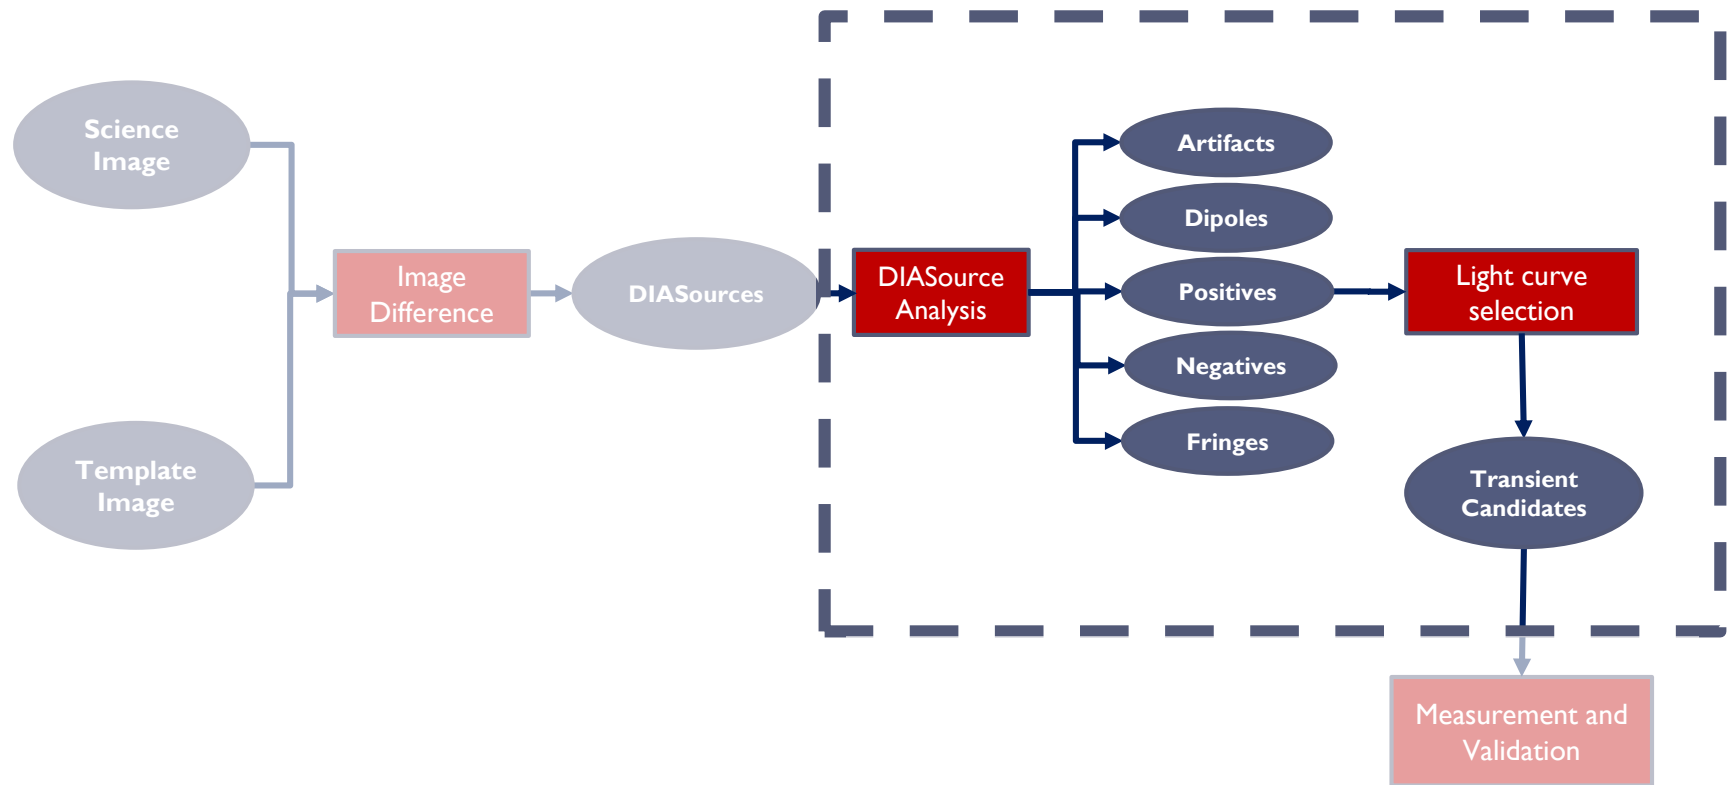 Science
Image
Template
Image
Image
Difference
DIASources
DIASource
Analysis
Artifacts
Dipoles
Positives
Negatives
Fringes
Light curve
selection
Transient
Candidates
Measurement and
Validation